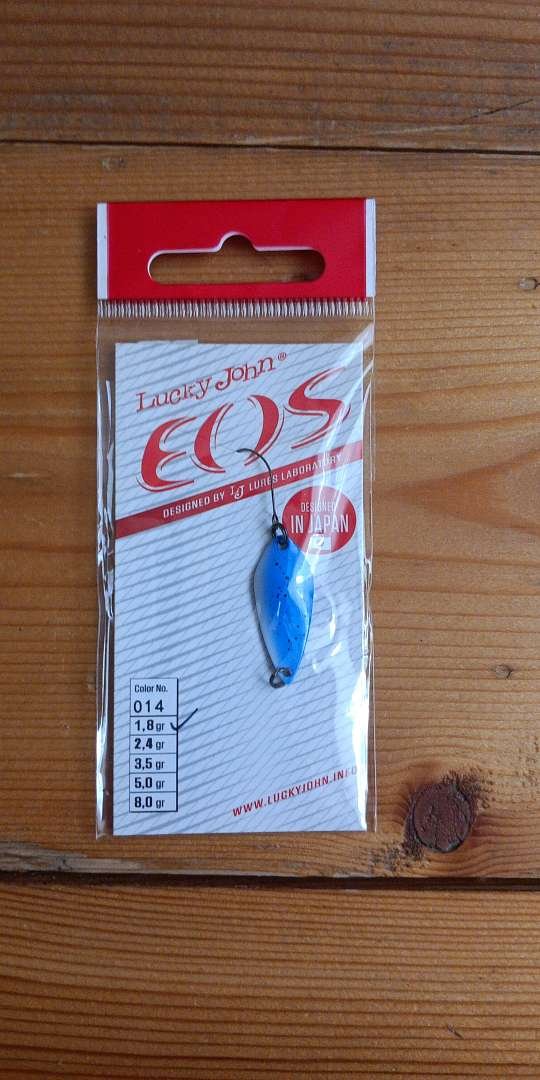 Lucky John®
EOS
DESIGNED BY LJ LURES LABORATORY
DESIGNED
IN JAPAN
Color No.
014
1,8 gr
2,4 gr
3,5 gr
5,0 gr
8,0 gr
WWW.LUCKYJOHN.INFO